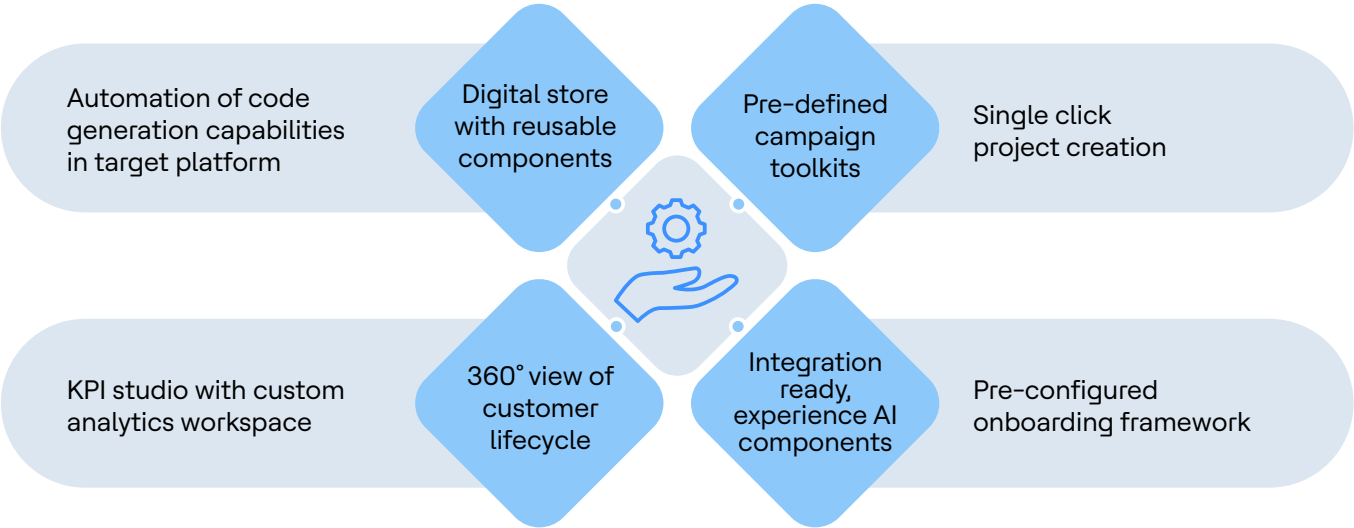 Automation of code
generation capabilities
in target platform
Digital store
with reusable
components
Pre-defined
campaign
toolkits
Single click
project creation
KPI studio with custom
analytics workspace
360° view of
customer
lifecycle
Integration
ready,
experience AI
components
Pre-configured
onboarding framework